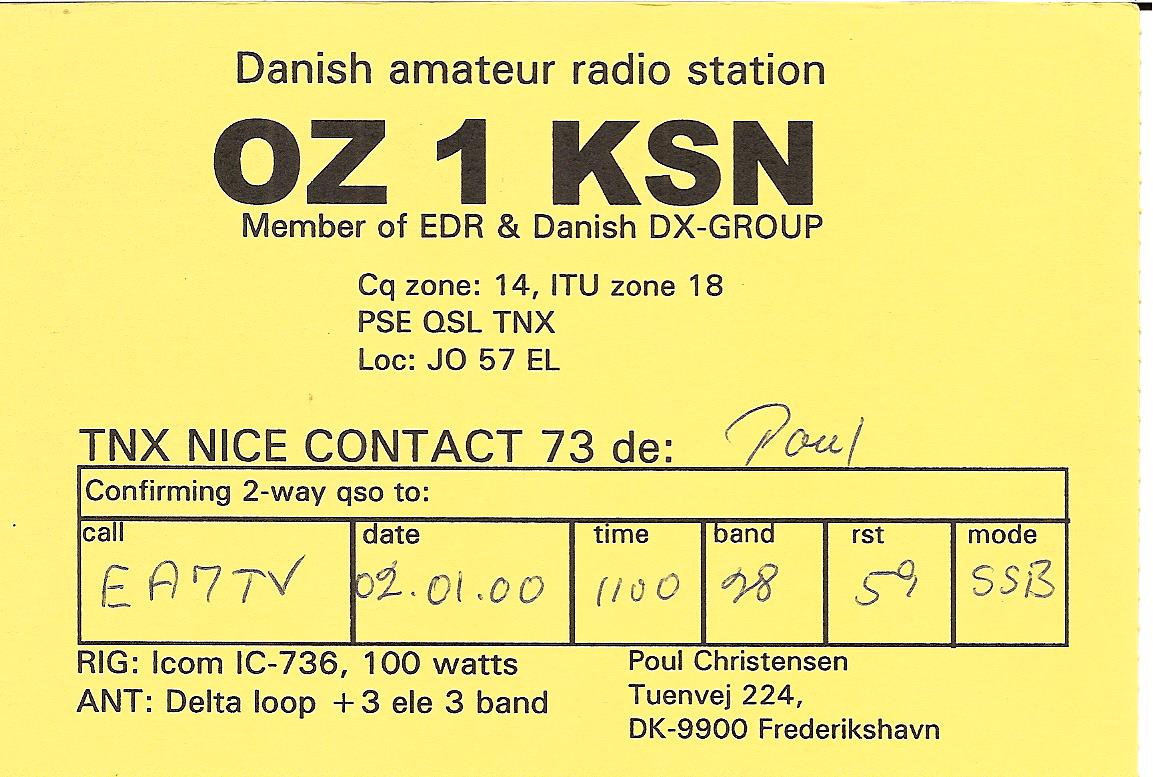 Danish amateur radio station
OZ 1 KSN
Member of EDR & Danish DX-GROUP
Cq zone: 14, ITU zone 18
PSE QSL TNX
Loc: JO 57 EL
TNX NICE CONTACT 73 de: Poul
Confirming 2-way qso to:
call date time band rst mode
EA7TV 02.01.00 1100 28 59 SSB
RIG: Icom IC-736, 100 watts
ANT: Delta loop +3 ele 3 band
Poul Christensen
Tuenvej 224,
DK-9900 Frederikshavn